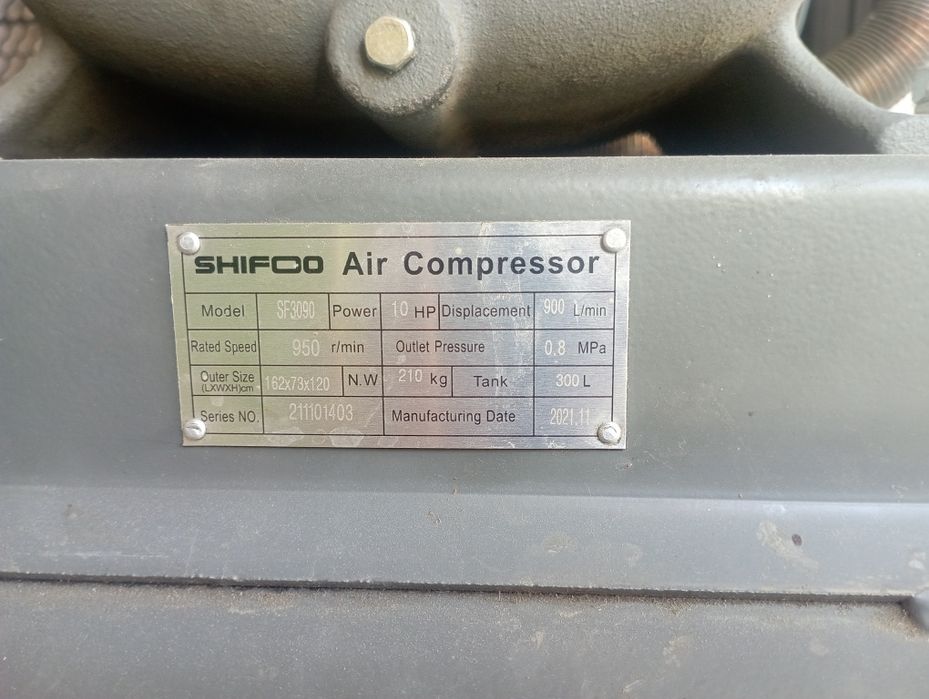 SHIFCO Air Compressor
Model SF3090 Power 10 HP Displacement 900 L/min
Rated Speed 950 r/min Outlet Pressure 0.8 MPa
Outer Size (LXWXH)cm 162x73x120 N.W 210 kg Tank 300 L
Series NO. 211101403 Manufacturing Date 2021.11